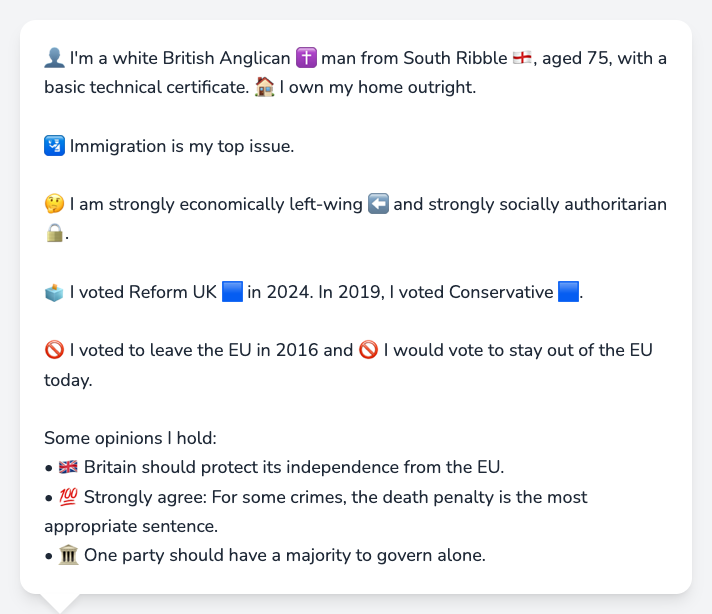 👤 I'm a white British Anglican ✝️ man from South Ribble 🏴󠁧󠁢󠁥󠁮󠁧󠁿, aged 75, with a
basic technical certificate. 🏠 I own my home outright.
🛂 Immigration is my top issue.
🤔 I am strongly economically left-wing ⬅️ and strongly socially authoritarian
🔒.
🗳️ I voted Reform UK 🟦 in 2024. In 2019, I voted Conservative 🟦.
🚫 I voted to leave the EU in 2016 and 🚫 I would vote to stay out of the EU
today.
Some opinions I hold:
• 🇬🇧 Britain should protect its independence from the EU.
• 💯 Strongly agree: For some crimes, the death penalty is the most
appropriate sentence.
• 🏛️ One party should have a majority to govern alone.